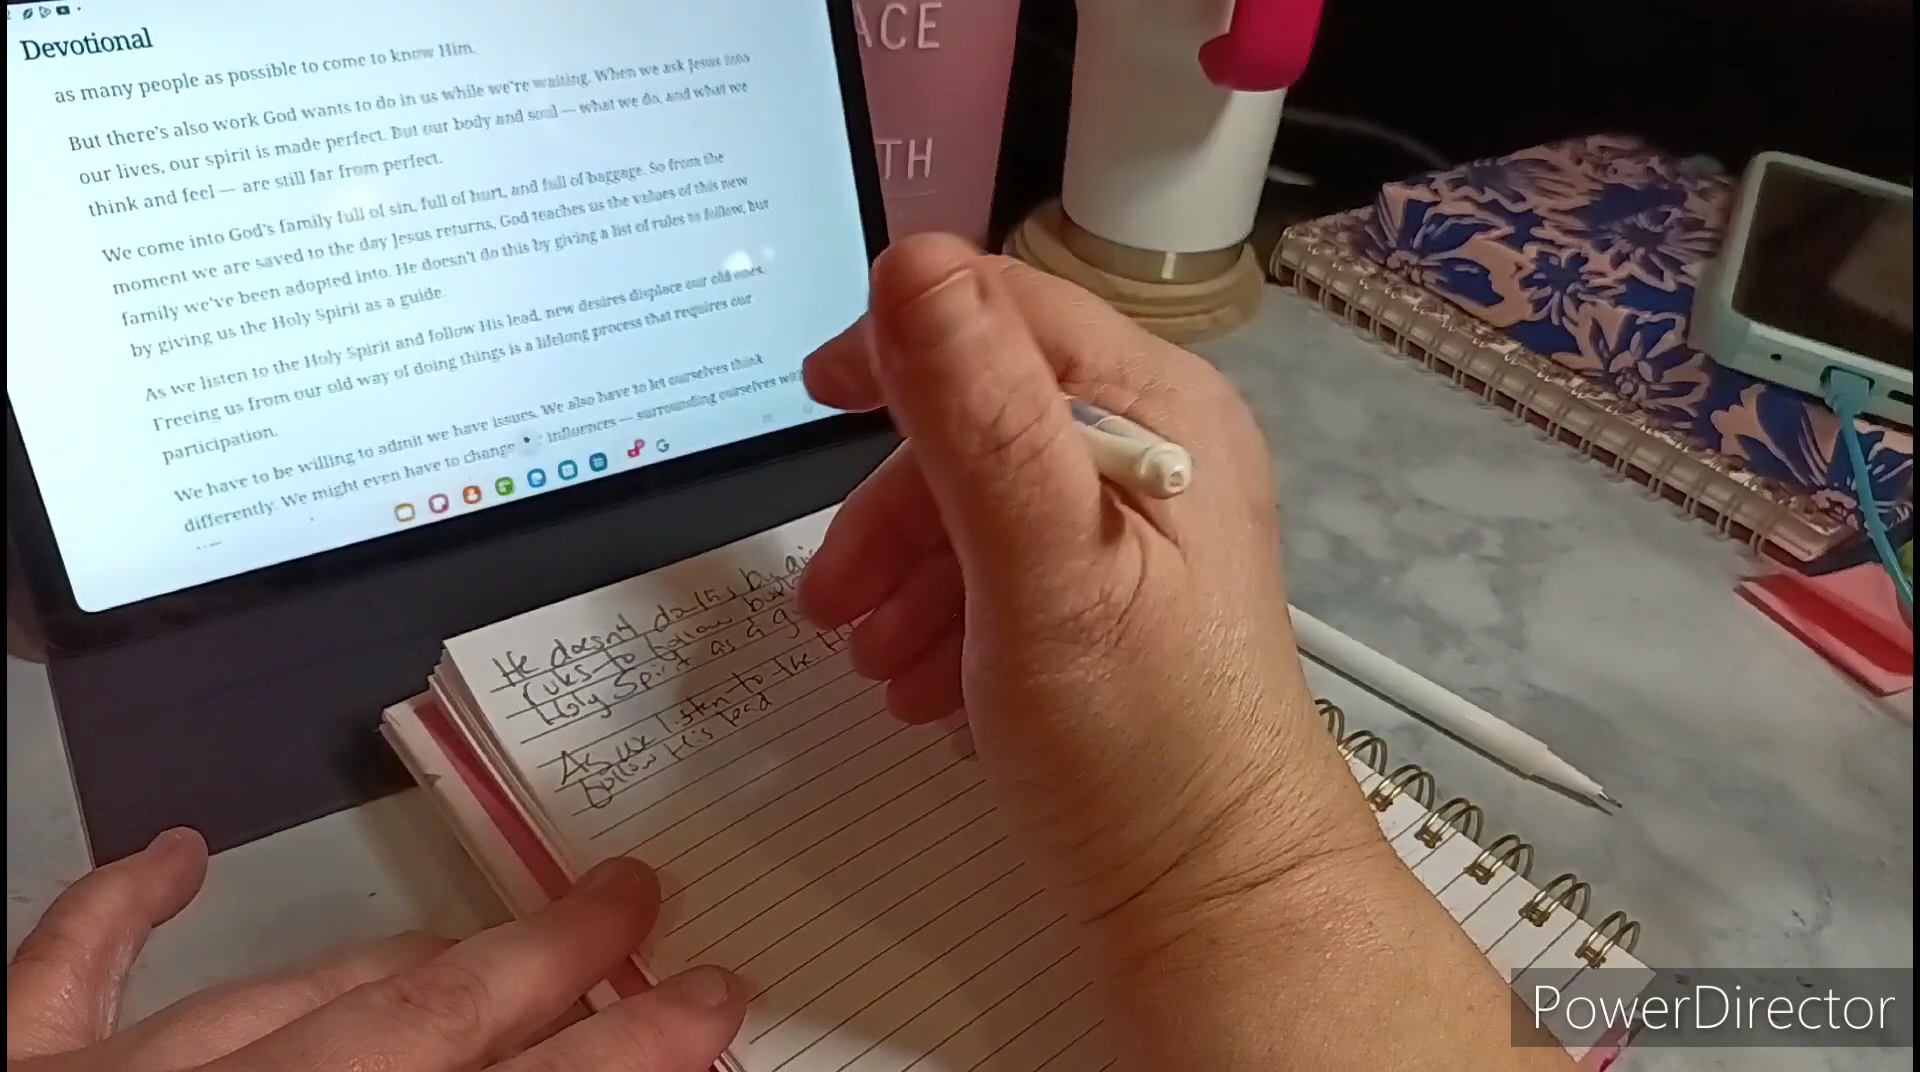 Devotional
as many people as possible to come to know Him.
But there's also work God wants to do in us while we're waiting. When we ask Jesus into
our lives, our spirit is made perfect. But our body and soul — what we do, and what we
think and feel — are still far from perfect.
We come into God's family full of sin, full of hurt, and full of baggage. So from the
moment we are saved to the day Jesus returns, God teaches us the values of this new
family we've been adopted into. He doesn't do this by giving a list of rules to follow, but
by giving us the Holy Spirit as a guide.
As we listen to the Holy Spirit and follow His lead, new desires displace our old ones.
Freeing us from our old way of doing things is a lifelong process that requires our
participation.
We have to be willing to admit we have issues. We also have to let ourselves think
differently. We might even have to change influences — surrounding ourselves with
ACE
TH
He doesn't do this by
rules to follow but
Holy Spirit as a
As we listen to the
follow His lead
PowerDirector